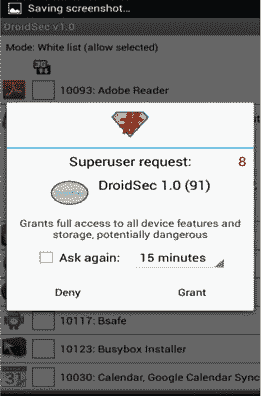 Saving screenshot...
DroidSec v1.0
Mode: White list (allow selected)
10093: Adobe Reader
Superuser request:
8
DroidSec 1.0 (91)
Grants full access to all device features and
storage, potentially dangerous
Ask again:
15 minutes
Deny
Grant
10117: Bsafe
10123: Busybox Installer
10030: Calendar, Google Calendar Sync